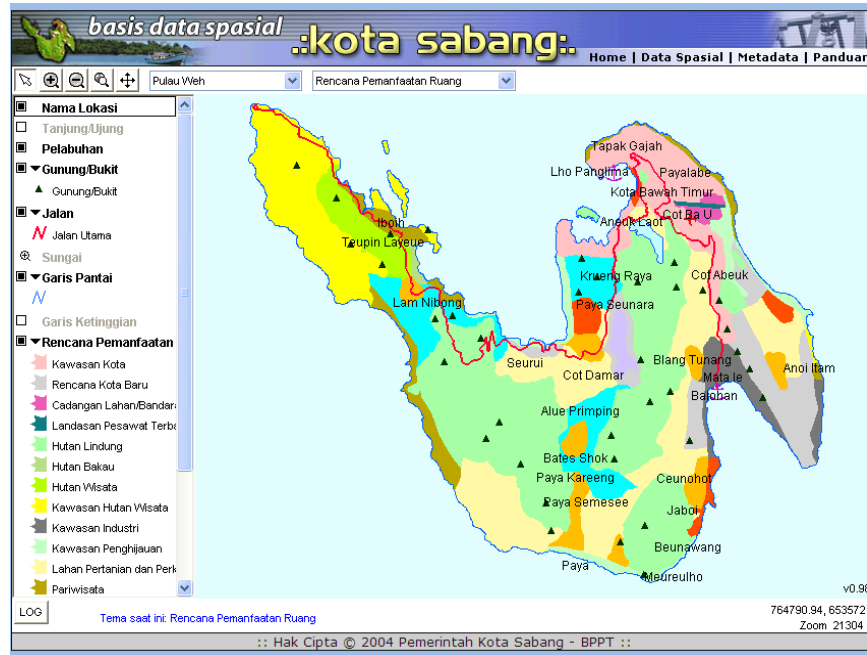 basis data spasial
.:kota sabang:.
Home | Data Spasial | Metadata | Panduan
Pulau Weh
Rencana Pemanfaatan Ruang
Nama Lokasi
Tanjung/Ujung
Pelabuhan
Gunung/Bukit
Gunung/Bukit
Jalan
Jalan Utama
Sungai
Garis Pantai
Garis Ketinggian
Rencana Pemanfaatan
Kawasan Kota
Rencana Kota Baru
Cadangan Lahan/Bandara
Landasan Pesawat Terba
Hutan Lindung
Hutan Bakau
Hutan Wisata
Kawasan Hutan Wisata
Kawasan Industri
Kawasan Penghijauan
Lahan Pertanian dan Perk
Pariwisata
Tapak Gajah
Lho Panglima
Payalabe
Kota Bawah Timur
Aneuk Laot
Cot Ba U
Iboih
Teupin Layeue
Krueng Raya
Cot Abeuk
Lam Nibong
Paya Seunara
Seurui
Blang Tunang
Cot Damar
Mata Ie
Anoi Itam
Balohan
Alue Primping
Bates Shok
Paya Kareeng
Ceunohot
Paya Semesee
Jaboi
Beunawang
Paya
Meureulho
v0.98
LOG
Tema saat ini: Rencana Pemanfaatan Ruang
764790.94, 653572
Zoom 21304
:: Hak Cipta © 2004 Pemerintah Kota Sabang - BPPT ::